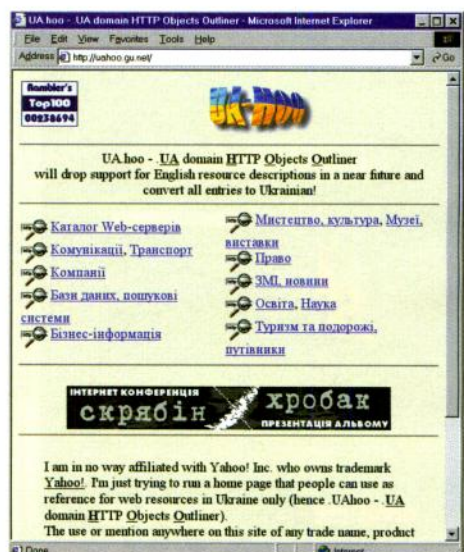 UA.hoo - .UA domain HTTP Objects Outliner - Microsoft Internet Explorer
File Edit View Favorites Tools Help
Address http://uahoo.gu.net/ Go
Rambler's
Top100
00238694
UA-HOO
UA.hoo - .UA domain HTTP Objects Outliner
will drop support for English resource descriptions in a near future and
convert all entries to Ukrainian!
Каталог Web-серверів
Комунікації, Транспорт
Компанії
Бази даних, пошукові
системи
Бізнес-інформація
Мистецтво, культура, Музеї,
виставки
Право
ЗМІ, новини
Освіта, Наука
Туризм та подорожі,
путівники
ІНТЕРНЕТ КОНФЕРЕНЦІЯ
скрябін
хробак
ПРЕЗЕНТАЦІЯ АЛЬБОМУ
I am in no way affiliated with Yahoo! Inc. who owns trademark
Yahoo!. I'm just trying to run a home page that people can use as
reference for web resources in Ukraine only (hence .UAhoo - .UA
domain HTTP Objects Outliner).
The use or mention anywhere on this site of any trade name, product
Done Internet